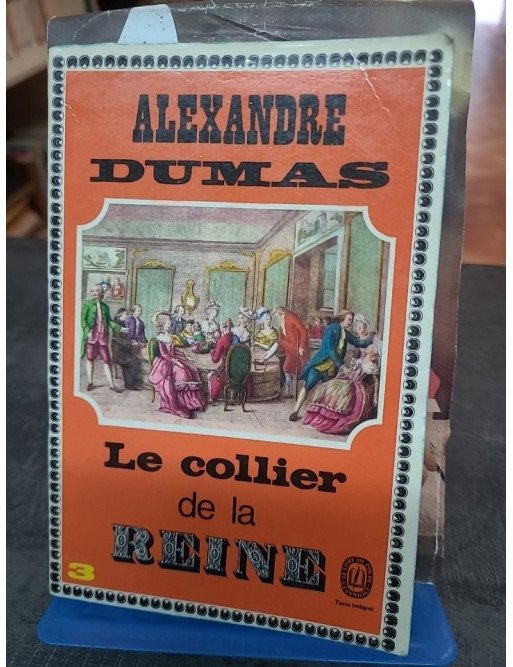 ALEXANDRE
DUMAS
Le collier
de la
REINE
3
Texte intégral